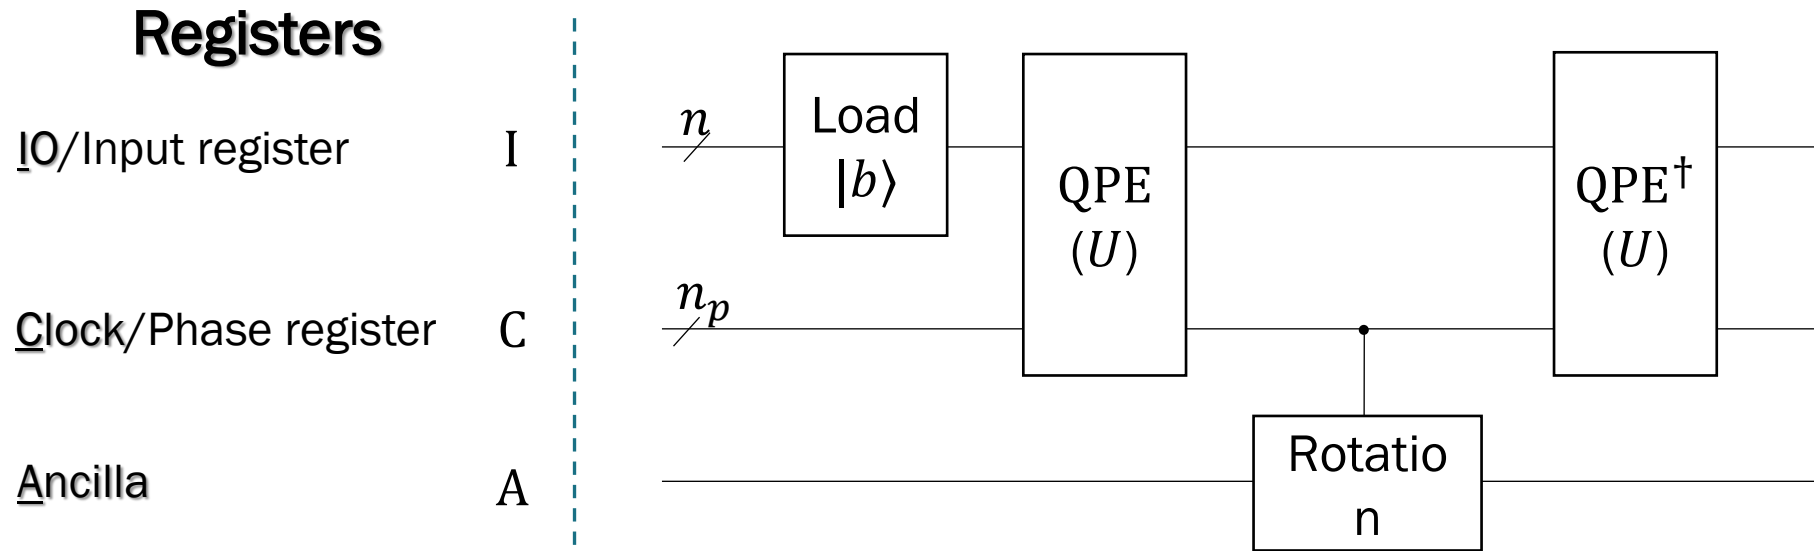 Registers
IO/Input register I
Clock/Phase register C
Ancilla A
n
n_p
Load
|b⟩
QPE
(U)
Rotatio
n
QPE†
(U)